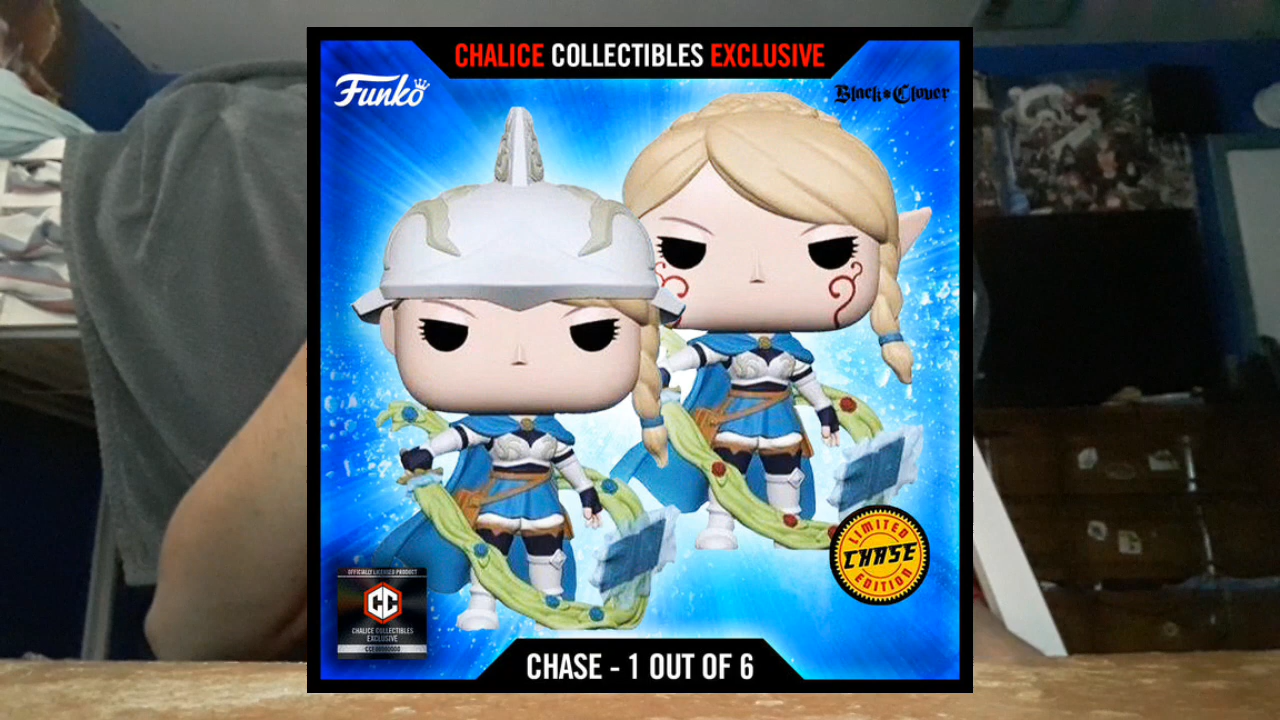 CHALICE COLLECTIBLES EXCLUSIVE
Funko
Black Clover
LIMITED
CHASE
EDITION
OFFICIALLY LICENSED PRODUCT
CC
CHALICE COLLECTIBLES
EXCLUSIVE
CHASE - 1 OUT OF 6